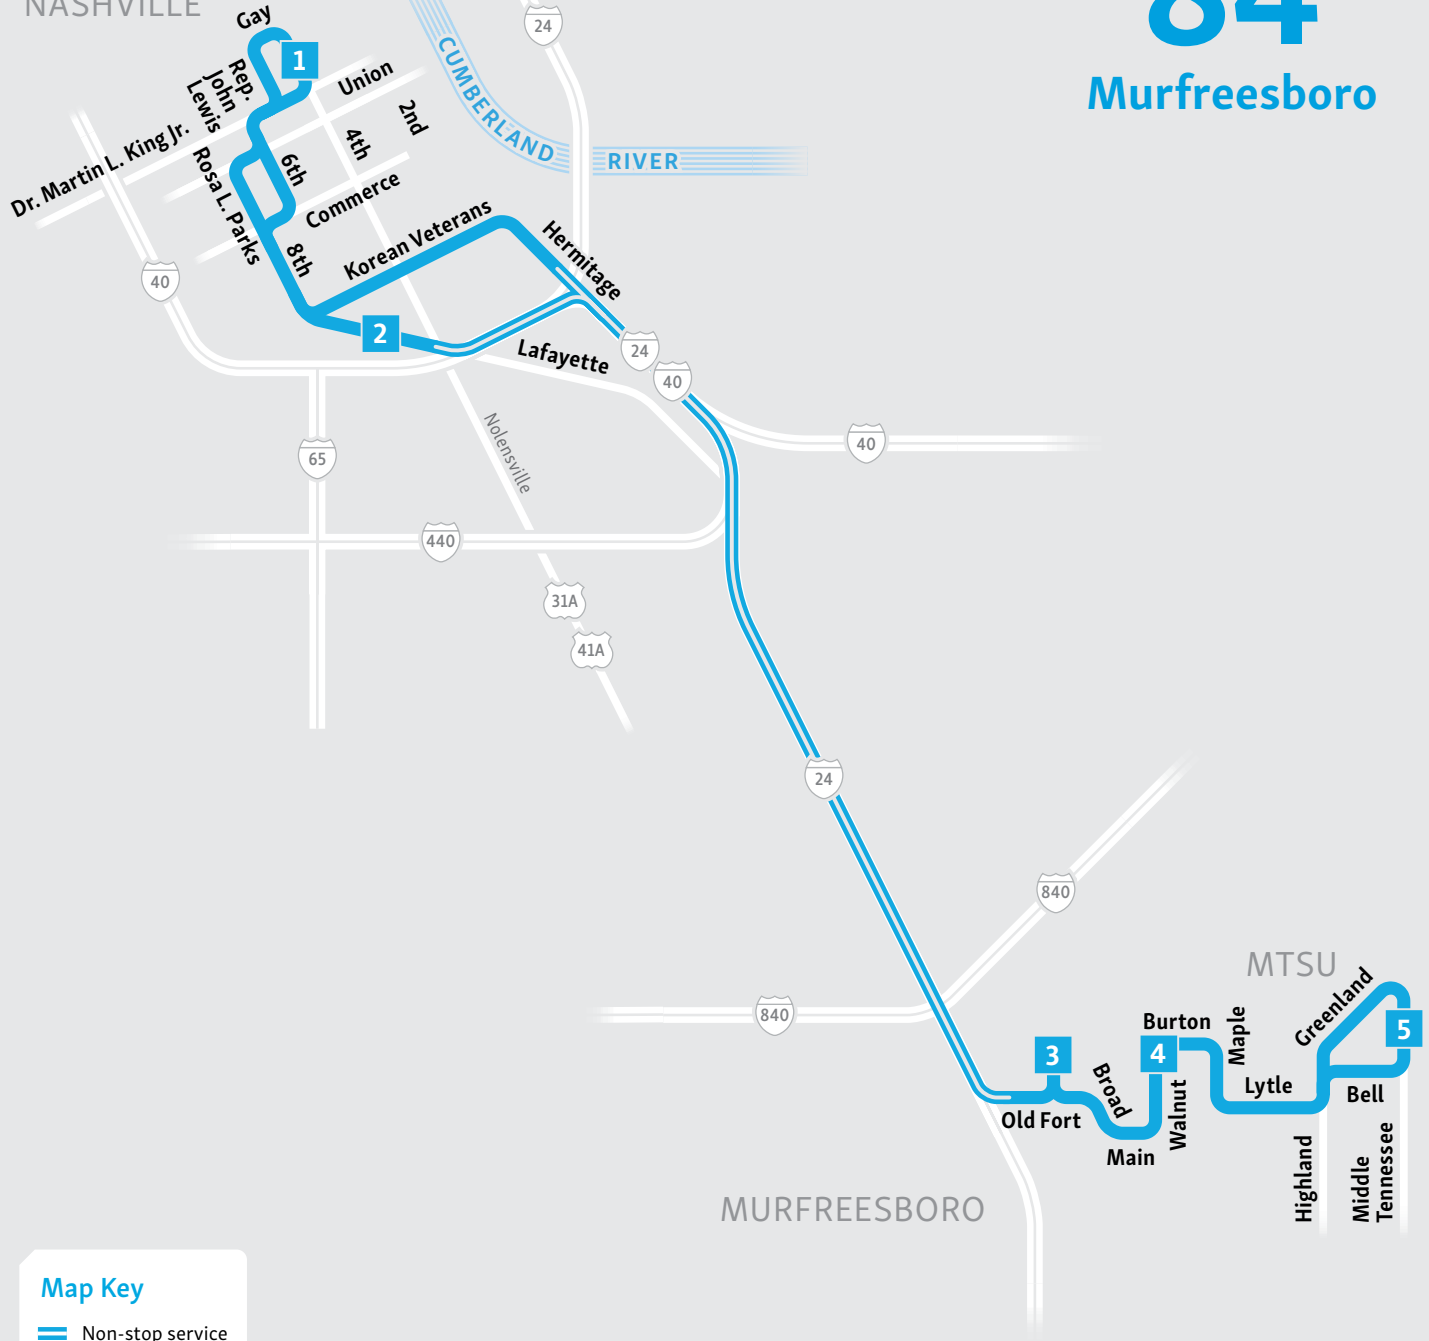 NASHVILLE
84
Murfreesboro
Gay
1
Rep.
John
Lewis
Union
2nd
4th
6th
Dr. Martin L. King Jr.
Rosa L. Parks
Commerce
8th
Korean Veterans
Hermitage
24
CUMBERLAND
RIVER
40
2
Lafayette
24
40
40
Nolensville
65
440
31A
41A
24
840
840
MTSU
Greenland
5
Burton
Maple
3
4
Broad
Lytle
Bell
Old Fort
Walnut
Main
Highland
Middle
Tennessee
MURFREESBORO
Map Key
Non-stop service